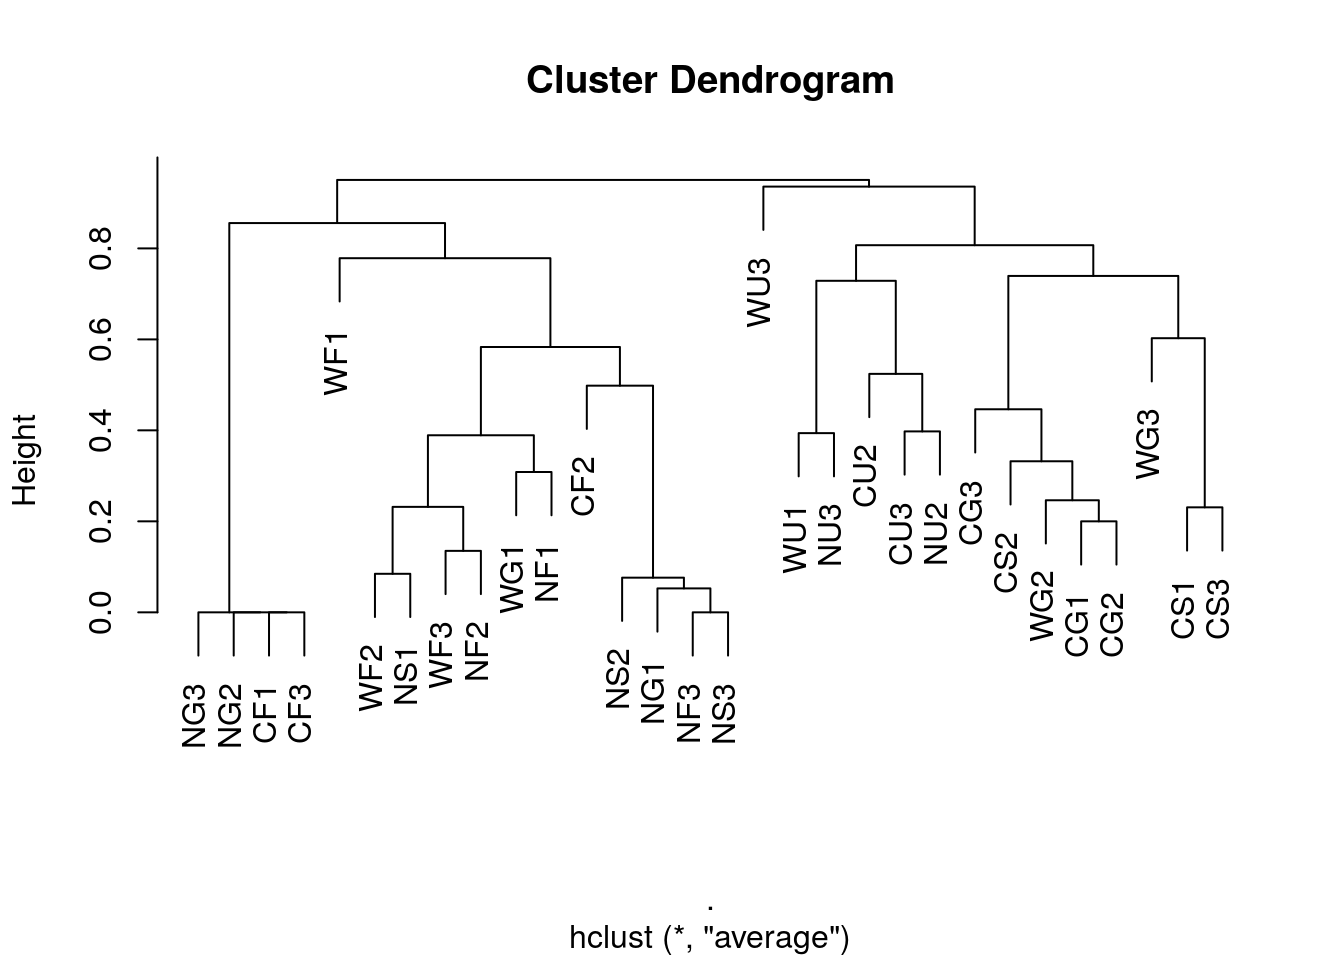 Cluster Dendrogram
Height
0.8
0.6
0.4
0.2
0.0
NG3
NG2
CF1
CF3
WF1
WF2
NS1
WF3
NF2
WG1
NF1
CF2
NS2
NG1
NF3
NS3
WU3
WU1
NU3
CU2
CU3
NU2
CG3
CS2
WG2
CG1
CG2
WG3
CS1
CS3
.
hclust (*, "average")